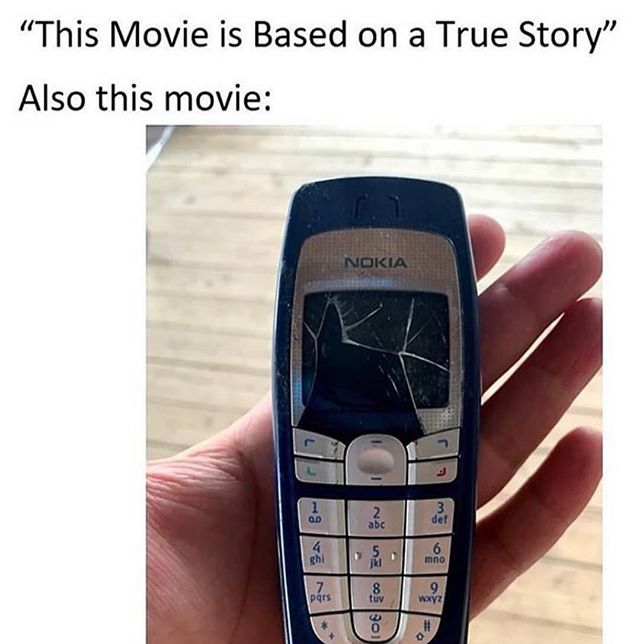 “This Movie is Based on a True Story”
Also this movie:
NOKIA
1
2
abc
3
def
4
ghi
5
jkl
6
mno
7
pqrs
8
tuv
9
wxyz
*
+
0
#